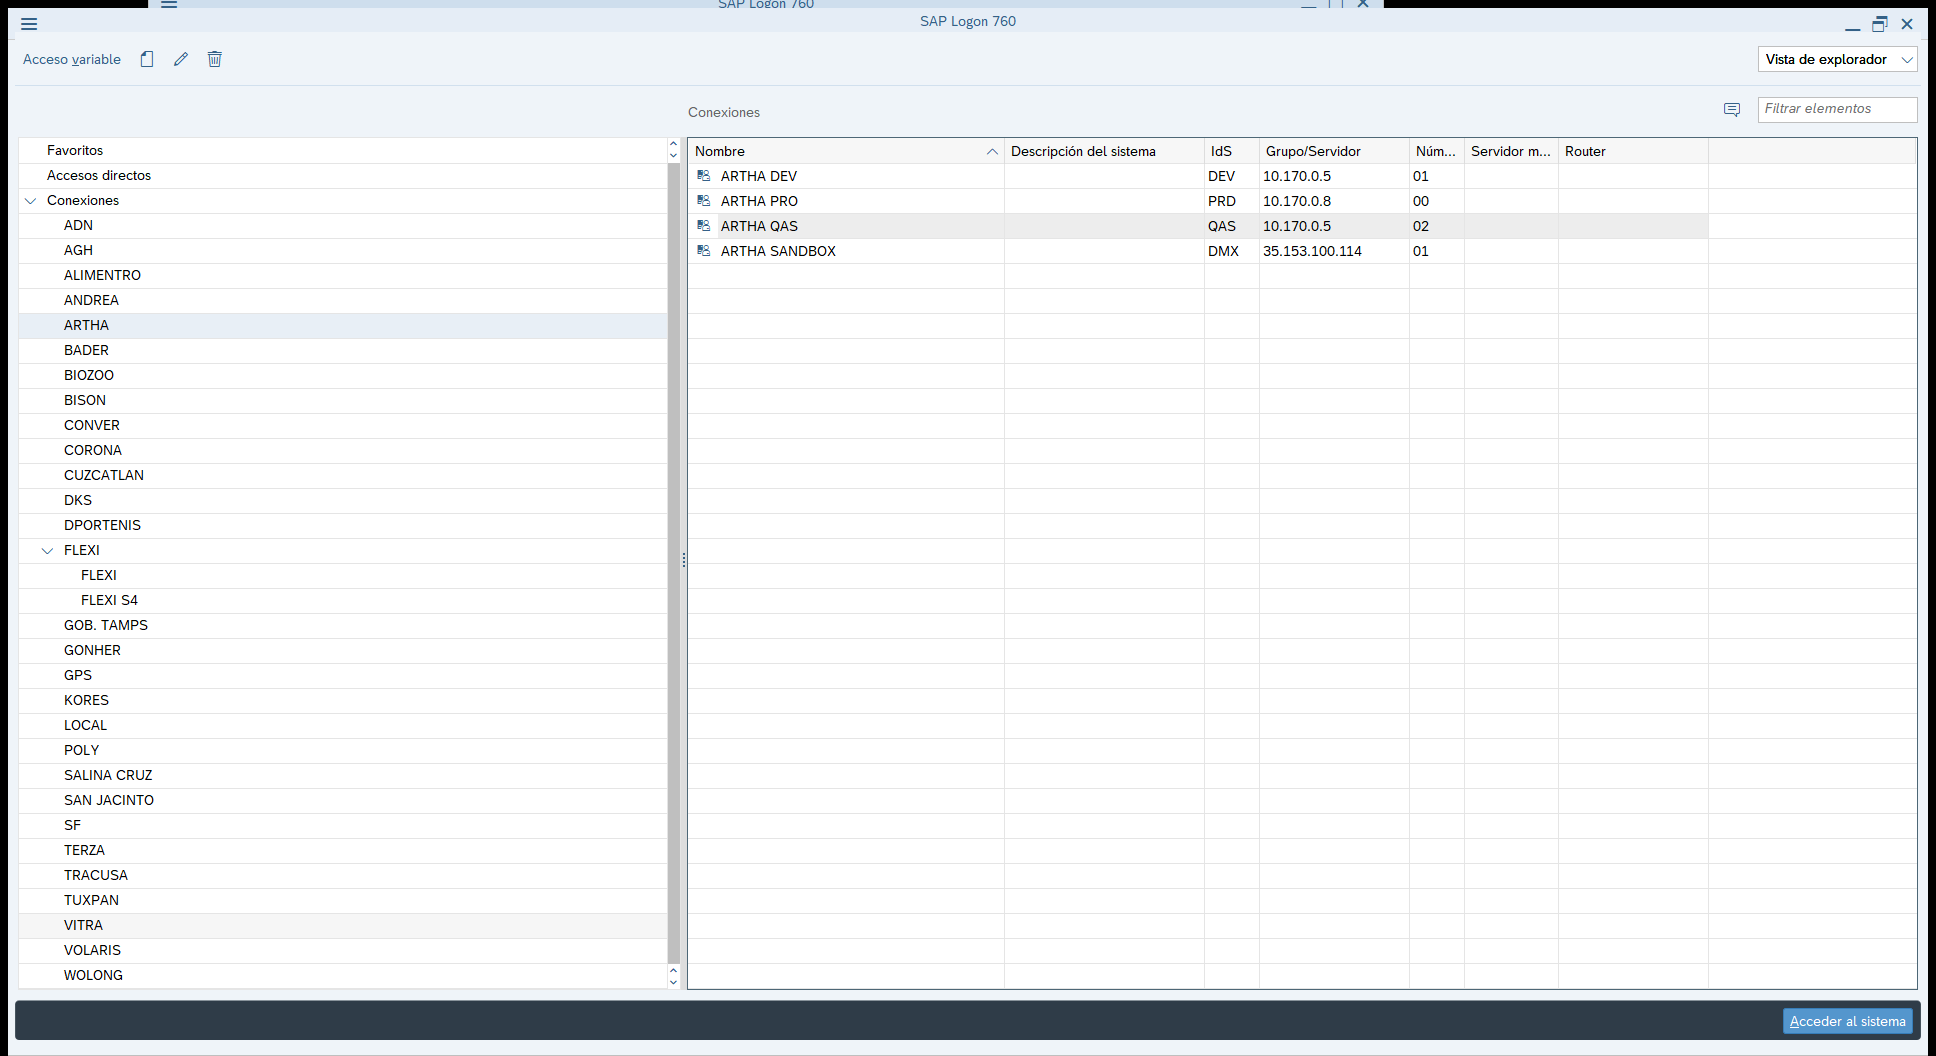 SAP Logon 760
SAP Logon 760
Acceso variable
Vista de explorador
Conexiones
Filtrar elementos
Favoritos
Accesos directos
Conexiones
ADN
AGH
ALIMENTRO
ANDREA
ARTHA
BADER
BIOZOO
BISON
CONVER
CORONA
CUZCATLAN
DKS
DPORTENIS
FLEXI
FLEXI
FLEXI S4
GOB. TAMPS
GONHER
GPS
KORES
LOCAL
POLY
SALINA CRUZ
SAN JACINTO
SF
TERZA
TRACUSA
TUXPAN
VITRA
VOLARIS
WOLONG
Nombre Descripción del sistema IdS Grupo/Servidor Núm... Servidor m... Router
ARTHA DEV DEV 10.170.0.5 01
ARTHA PRO PRD 10.170.0.8 00
ARTHA QAS QAS 10.170.0.5 02
ARTHA SANDBOX DMX 35.153.100.114 01
Acceder al sistema